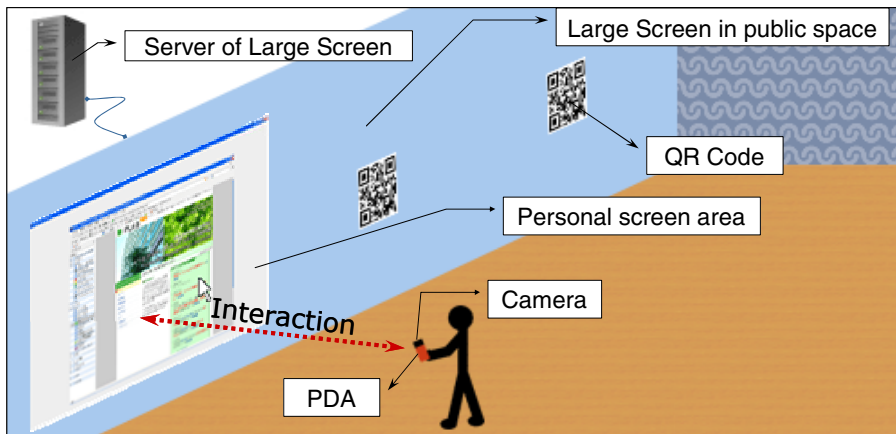 Server of Large Screen
Large Screen in public space
QR Code
Personal screen area
Camera
Interaction
PDA